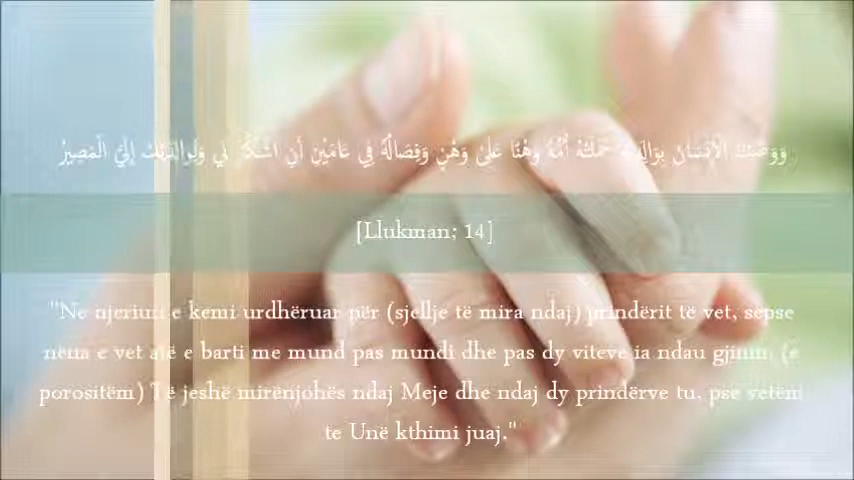 وَوَصَّيْنَا الْإِنْسَانَ بِوَالِدَيْهِ حَمَلَتْهُ أُمُّهُ وَهْنًا عَلَىٰ وَهْنٍ وَفِصَالُهُ فِي عَامَيْنِ أَنِ اشْكُرْ لِي وَلِوَالِدَيْكَ إِلَيَّ الْمَصِيرُ
[Llukman; 14]
"Ne njeriun e kemi urdhëruar për (sjellje të mira ndaj) prindërit të vet, sepse
nëna e vet atë e barti me mund pas mundi dhe pas dy viteve ia ndau gjinin. (e
porositëm) Të jeshë mirënjohës ndaj Meje dhe ndaj dy prindërve tu, pse vetëm
te Unë kthimi juaj."